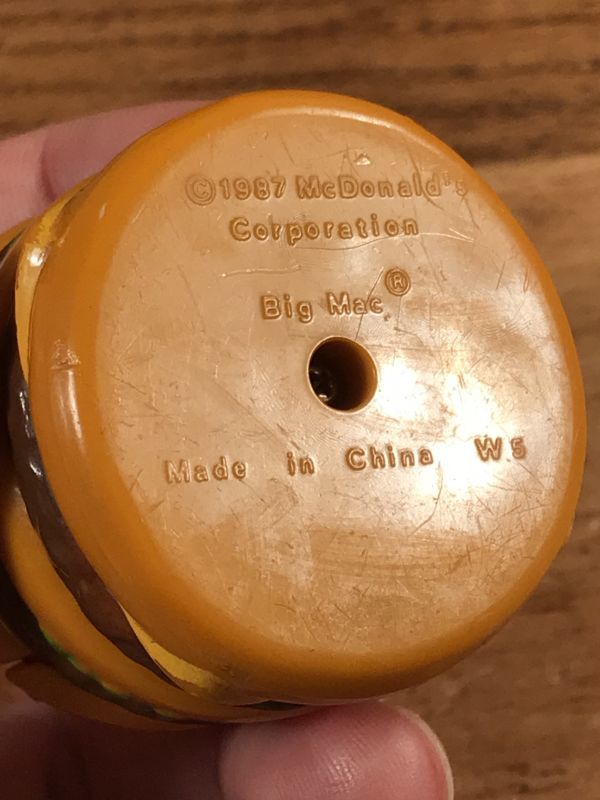 ©1987 McDonald's
Corporation
Big Mac®
Made in China W5